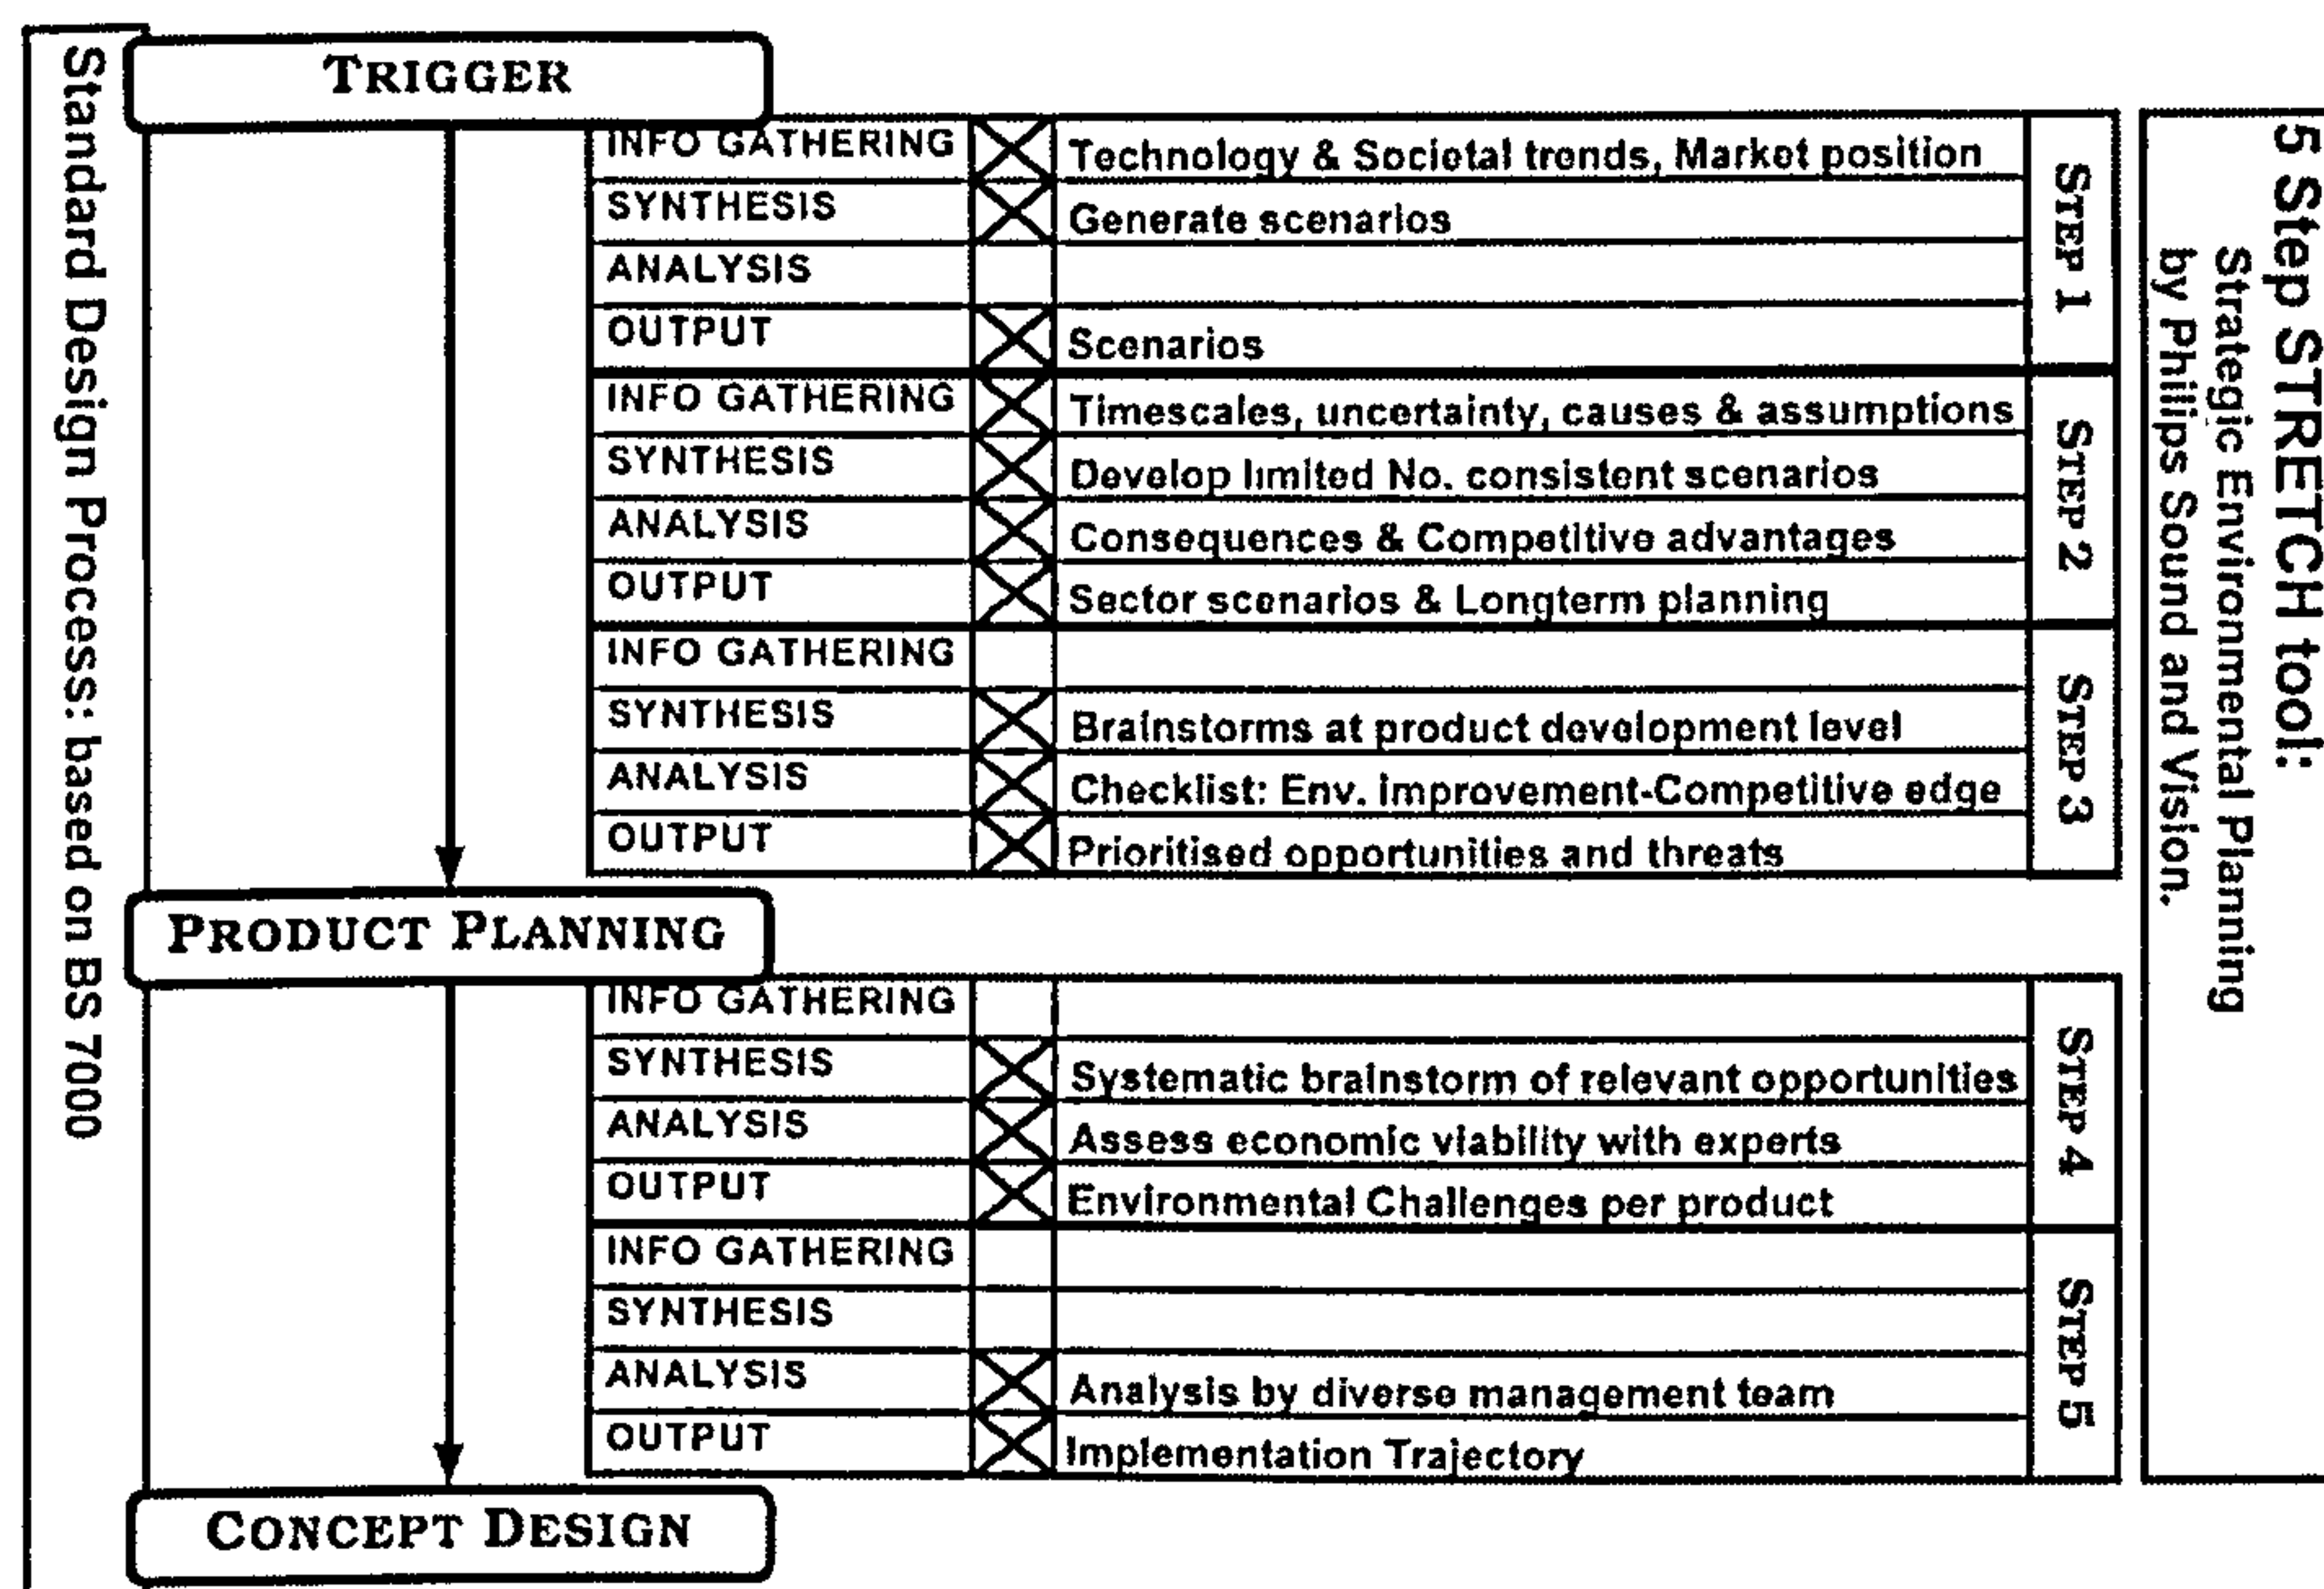 Standard Design Process: based on BS 7000
TRIGGER
INFO GATHERING Technology & Societal trends, Market position
SYNTHESIS Generate scenarios
ANALYSIS
OUTPUT Scenarios
STEP 1
INFO GATHERING Timescales, uncertainty, causes & assumptions
SYNTHESIS Develop limited No. consistent scenarios
ANALYSIS Consequences & Competitive advantages
OUTPUT Sector scenarios & Longterm planning
STEP 2
INFO GATHERING
SYNTHESIS Brainstorms at product development level
ANALYSIS Checklist: Env. improvement-Competitive edge
OUTPUT Prioritised opportunities and threats
STEP 3
PRODUCT PLANNING
INFO GATHERING
SYNTHESIS Systematic brainstorm of relevant opportunities
ANALYSIS Assess economic viability with experts
OUTPUT Environmental Challenges per product
STEP 4
INFO GATHERING
SYNTHESIS
ANALYSIS Analysis by diverse management team
OUTPUT Implementation Trajectory
STEP 5
CONCEPT DESIGN
5 Step STRETCH tool:
Strategic Environmental Planning
by Philips Sound and Vision.